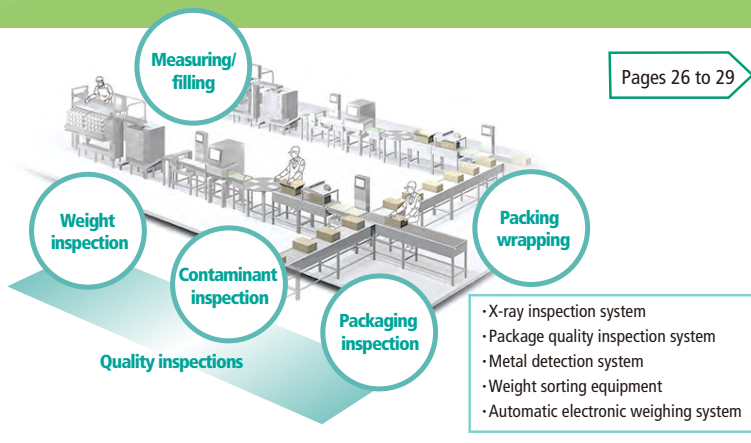 Measuring/
filling
Pages 26 to 29
Weight
inspection
Contaminant
inspection
Packaging
inspection
Packing
wrapping
Quality inspections
・X-ray inspection system
・Package quality inspection system
・Metal detection system
・Weight sorting equipment
・Automatic electronic weighing system